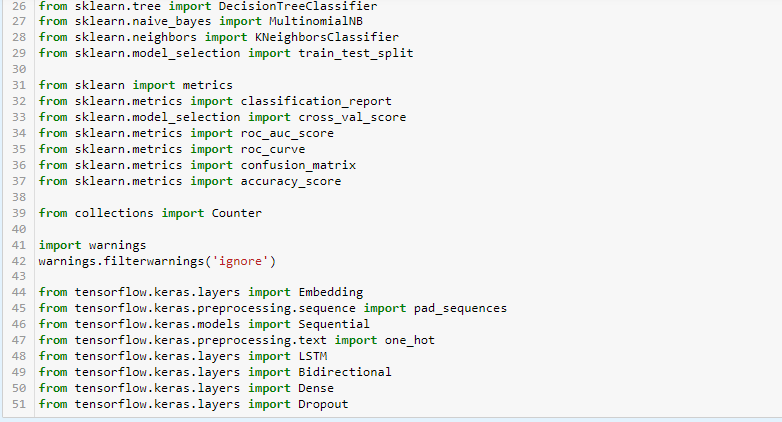 26 from sklearn.tree import DecisionTreeClassifier
27 from sklearn.naive_bayes import MultinomialNB
28 from sklearn.neighbors import KNeighborsClassifier
29 from sklearn.model_selection import train_test_split
30
31 from sklearn import metrics
32 from sklearn.metrics import classification_report
33 from sklearn.model_selection import cross_val_score
34 from sklearn.metrics import roc_auc_score
35 from sklearn.metrics import roc_curve
36 from sklearn.metrics import confusion_matrix
37 from sklearn.metrics import accuracy_score
38
39 from collections import Counter
40
41 import warnings
42 warnings.filterwarnings('ignore')
43
44 from tensorflow.keras.layers import Embedding
45 from tensorflow.keras.preprocessing.sequence import pad_sequences
46 from tensorflow.keras.models import Sequential
47 from tensorflow.keras.preprocessing.text import one_hot
48 from tensorflow.keras.layers import LSTM
49 from tensorflow.keras.layers import Bidirectional
50 from tensorflow.keras.layers import Dense
51 from tensorflow.keras.layers import Dropout